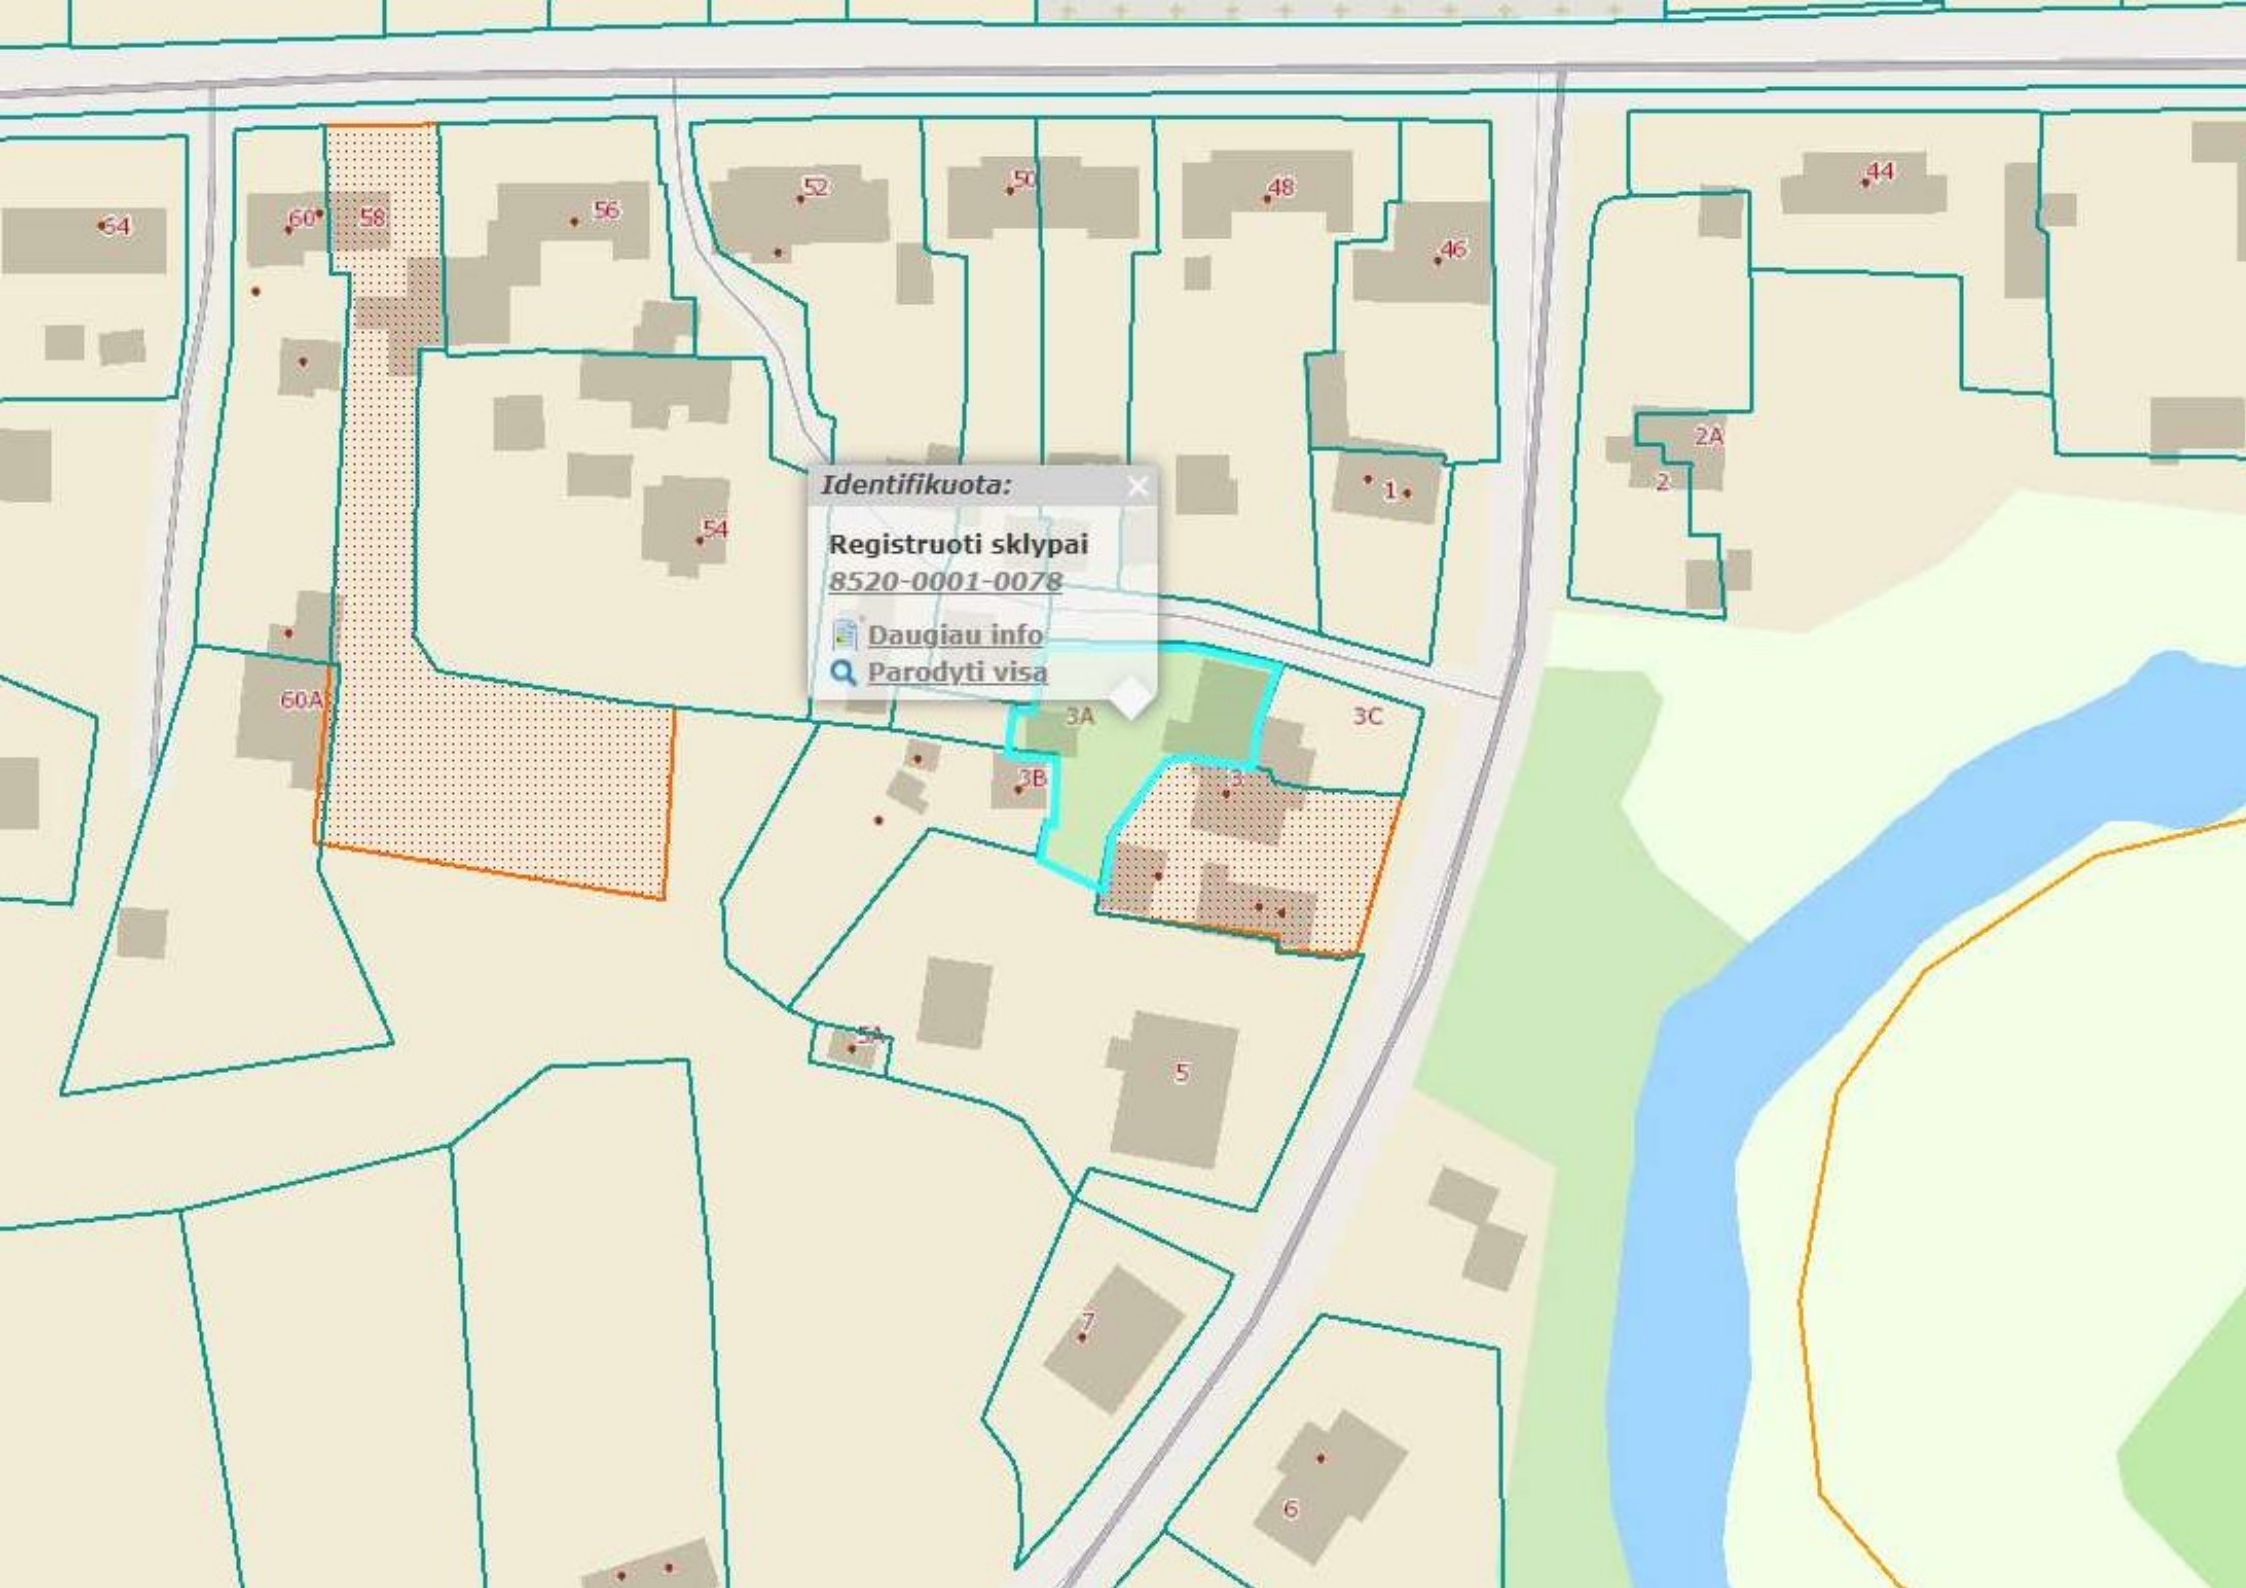 44
52
50
48
56
60
58
64
46
2A
2
Identifikuota:
1
54
Registruoti sklypai
8520-0001-0078
Daugiau info
Parodyti visa
60A
3A
3C
3B
3
5A
5
7
6